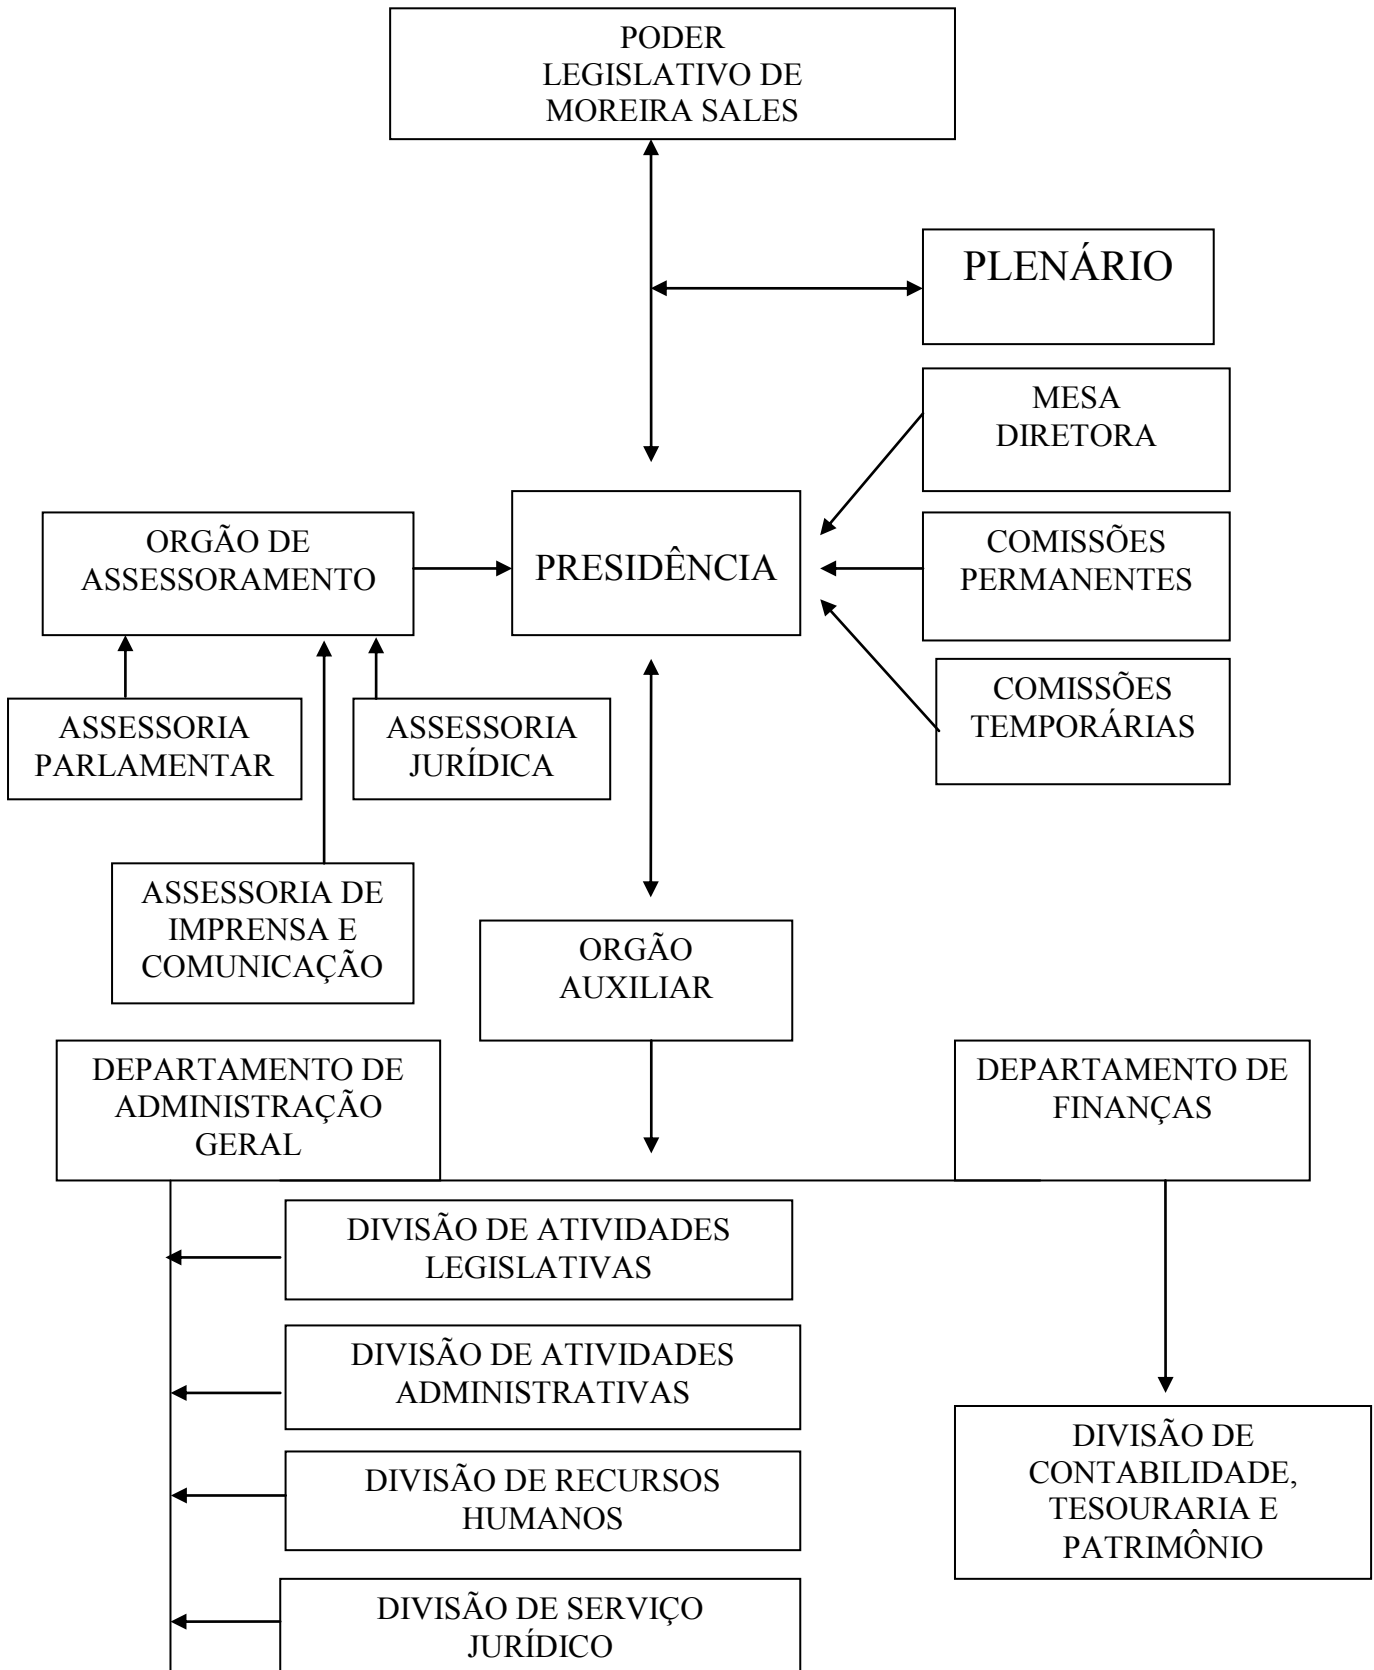 PODER
LEGISLATIVO DE
MOREIRA SALES
PLENÁRIO
MESA
DIRETORA
ORGÃO DE
ASSESSORAMENTO
PRESIDÊNCIA
COMISSÕES
PERMANENTES
COMISSÕES
TEMPORÁRIAS
ASSESSORIA
PARLAMENTAR
ASSESSORIA
JURÍDICA
ASSESSORIA DE
IMPRENSA E
COMUNICAÇÃO
ORGÃO
AUXILIAR
DEPARTAMENTO DE
ADMINISTRAÇÃO
GERAL
DEPARTAMENTO DE
FINANÇAS
DIVISÃO DE ATIVIDADES
LEGISLATIVAS
DIVISÃO DE ATIVIDADES
ADMINISTRATIVAS
DIVISÃO DE RECURSOS
HUMANOS
DIVISÃO DE SERVIÇO
JURÍDICO
DIVISÃO DE
CONTABILIDADE,
TESOURARIA E
PATRIMÔNIO